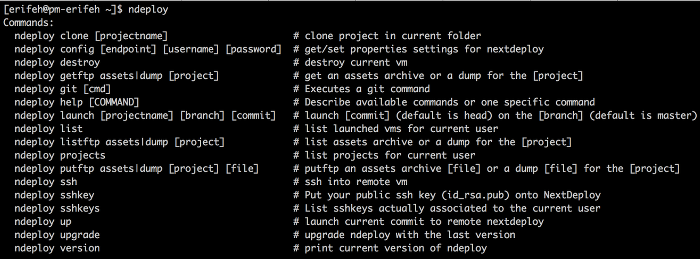 [erifeh@pm-erifeh ~]$ ndeploy
Commands:
  ndeploy clone [projectname]                      # clone project in current folder
  ndeploy config [endpoint] [username] [password]  # get/set properties settings for nextdeploy
  ndeploy destroy                                  # destroy current vm
  ndeploy getftp assets|dump [project]             # get an assets archive or a dump for the [project]
  ndeploy git [cmd]                                # Executes a git command
  ndeploy help [COMMAND]                           # Describe available commands or one specific command
  ndeploy launch [projectname] [branch] [commit]   # launch [commit] (default is head) on the [branch] (default is master)
  ndeploy list                                     # list launched vms for current user
  ndeploy listftp assets|dump [project]            # list assets archive or a dump for the [project]
  ndeploy projects                                 # list projects for current user
  ndeploy putftp assets|dump [project] [file]      # putftp an assets archive [file] or a dump [file] for the [project]
  ndeploy ssh                                      # ssh into remote vm
  ndeploy sshkey                                   # Put your public ssh key (id_rsa.pub) onto NextDeploy
  ndeploy sshkeys                                  # List sshkeys actually associated to the current user
  ndeploy up                                       # launch current commit to remote nextdeploy
  ndeploy upgrade                                  # upgrade ndeploy with the last version
  ndeploy version                                  # print current version of ndeploy